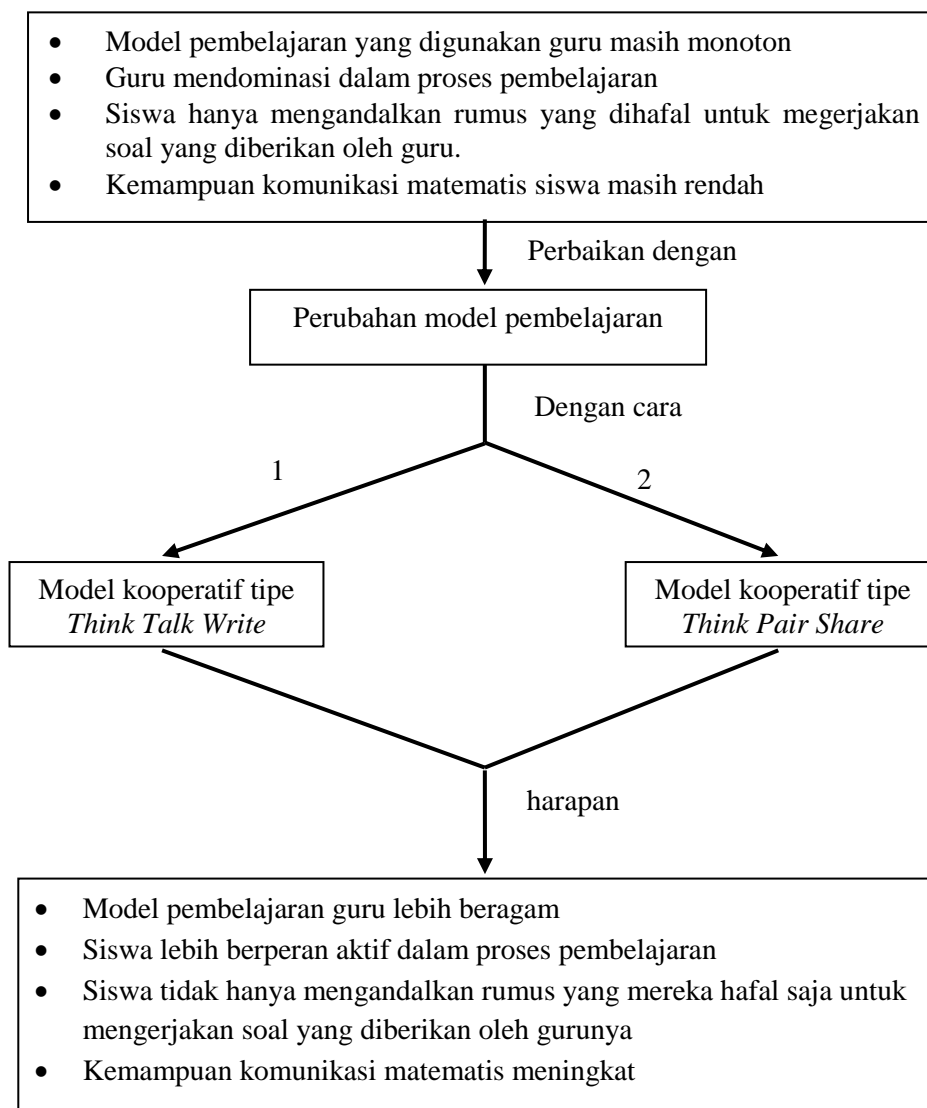 • Model pembelajaran yang digunakan guru masih monoton
• Guru mendominasi dalam proses pembelajaran
• Siswa hanya mengandalkan rumus yang dihafal untuk megerjakan
soal yang diberikan oleh guru.
• Kemampuan komunikasi matematis siswa masih rendah
Perbaikan dengan
Perubahan model pembelajaran
Dengan cara
1
2
Model kooperatif tipe
Think Talk Write
Model kooperatif tipe
Think Pair Share
harapan
• Model pembelajaran guru lebih beragam
• Siswa lebih berperan aktif dalam proses pembelajaran
• Siswa tidak hanya mengandalkan rumus yang mereka hafal saja untuk
mengerjakan soal yang diberikan oleh gurunya
• Kemampuan komunikasi matematis meningkat